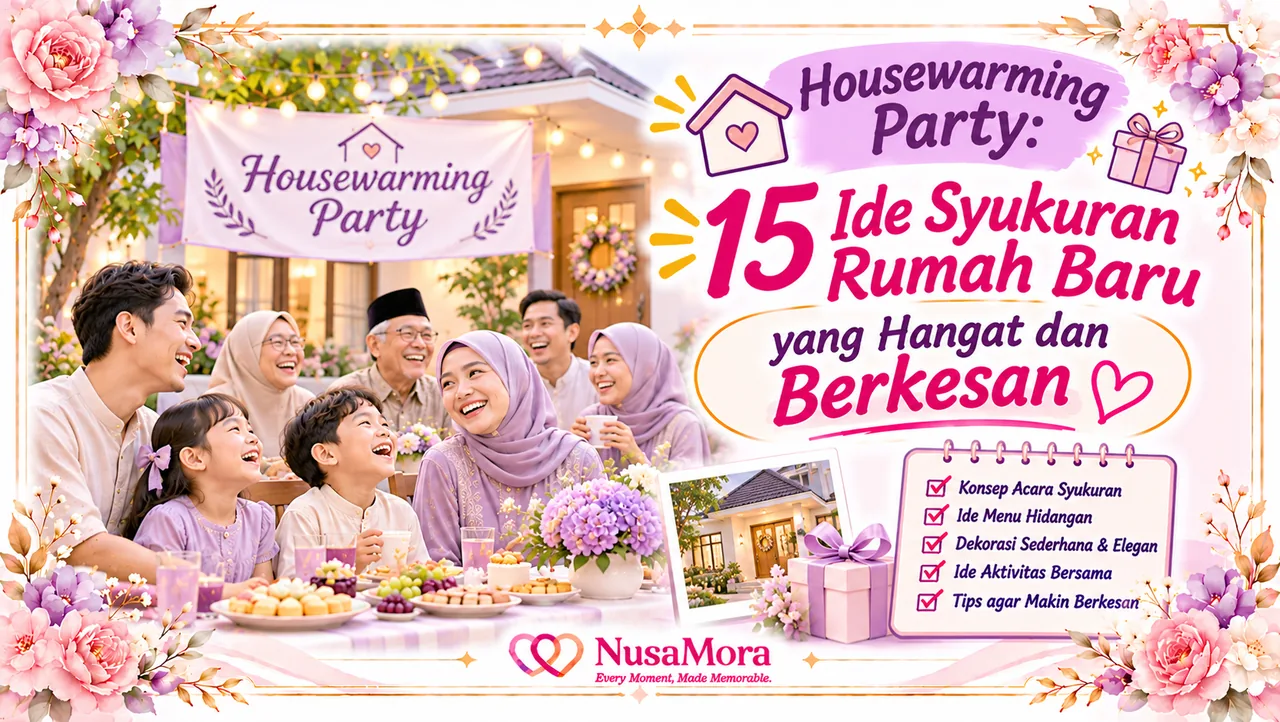 Housewarming
Party
Housewarming
Party:
15 Ide Syukuran
Rumah Baru
yang Hangat dan
Berkesan
Konsep Acara Syukuran
Ide Menu Hidangan
Dekorasi Sederhana & Elegan
Ide Aktivitas Bersama
Tips agar Makin Berkesan
NusaMora
Every Moment, Made Memorable.